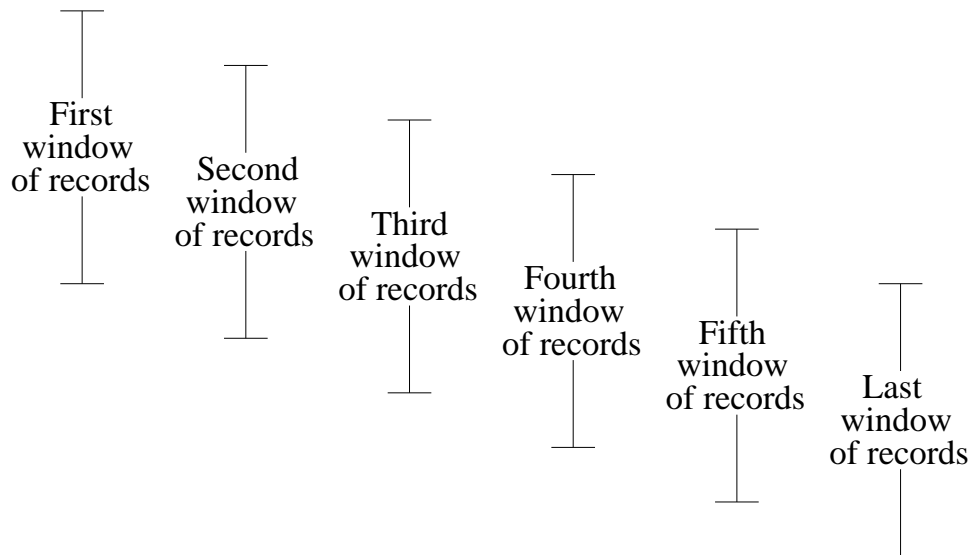 First
window
of records
Second
window
of records
Third
window
of records
Fourth
window
of records
Fifth
window
of records
Last
window
of records